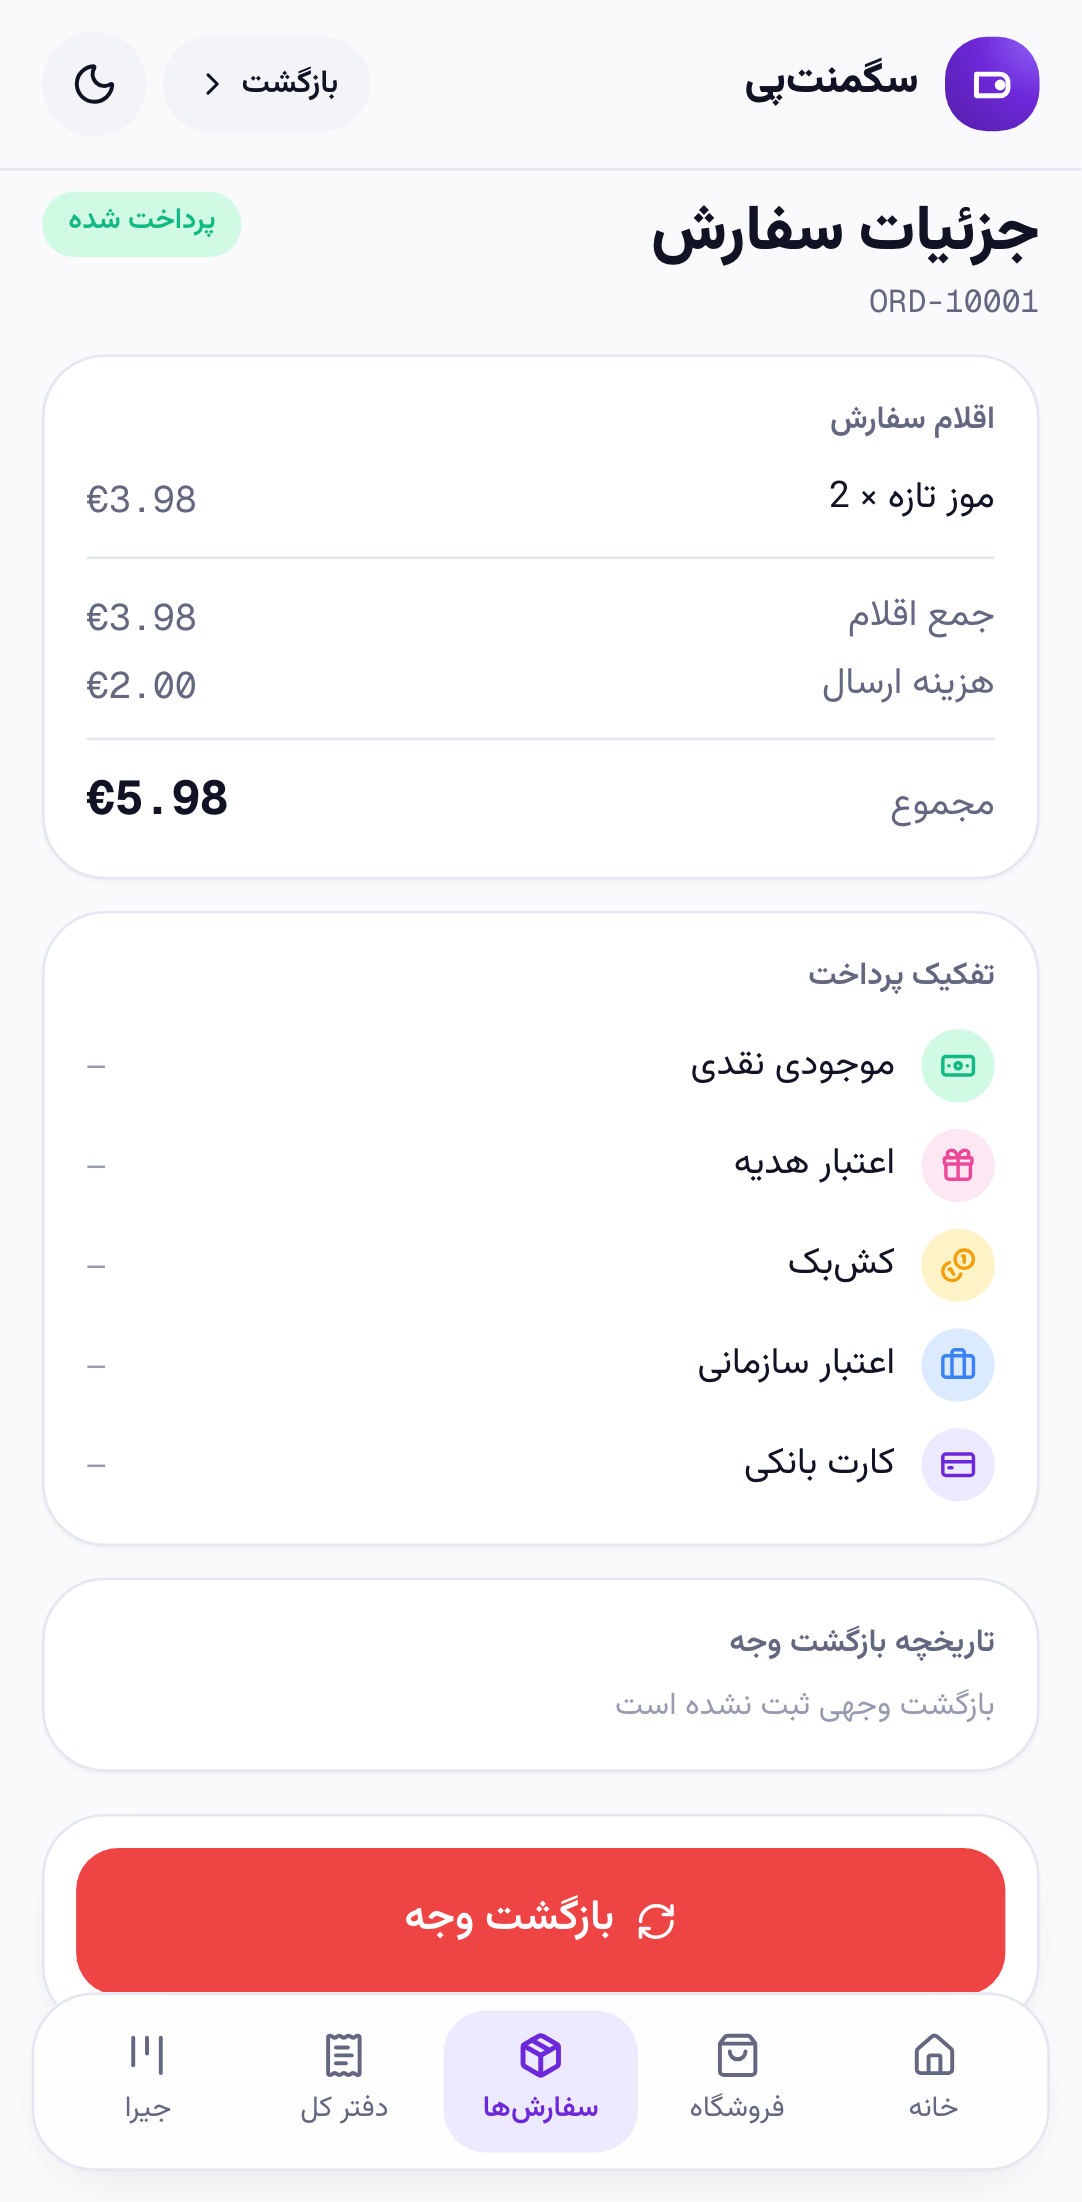 سگمنت‌پی
بازگشت
جزئیات سفارش
پرداخت شده
ORD-10001
اقلام سفارش
موز تازه × 2 €3.98
جمع اقلام €3.98
هزینه ارسال €2.00
مجموع €5.98
تفکیک پرداخت
موجودی نقدی –
اعتبار هدیه –
کش‌بک –
اعتبار سازمانی –
کارت بانکی –
تاریخچه بازگشت وجه
بازگشت وجهی ثبت نشده است
بازگشت وجه
خانه
فروشگاه
سفارش‌ها
دفتر کل
جیرا